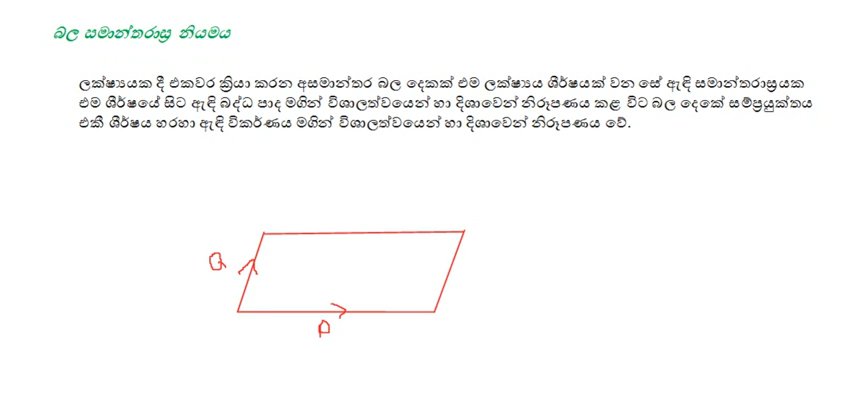 බල සමාන්තරාස්‍ර නියමය
ලක්ෂ්‍යයක දී එකවර ක්‍රියා කරන අසමාන්තර බල දෙකක් එම ලක්ෂ්‍යය ශීර්ෂයක් වන සේ ඇඳි සමාන්තරාස්‍රයක
එම ශීර්ෂයේ සිට ඇඳි බද්ධ පාද මගින් විශාලත්වයෙන් හා දිශාවෙන් නිරූපණය කළ විට බල දෙකේ සම්ප්‍රයුක්තය
එකී ශීර්ෂය හරහා ඇඳි විකර්ණය මගින් විශාලත්වයෙන් හා දිශාවෙන් නිරූපණය වේ.
Q
P